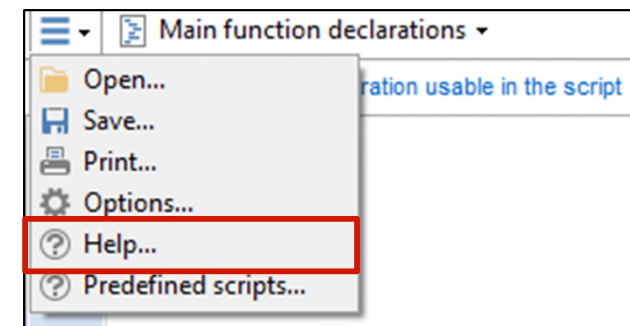 Main function declarations
Open...
ration usable in the script
Save...
Print...
Options...
Help...
Predefined scripts...